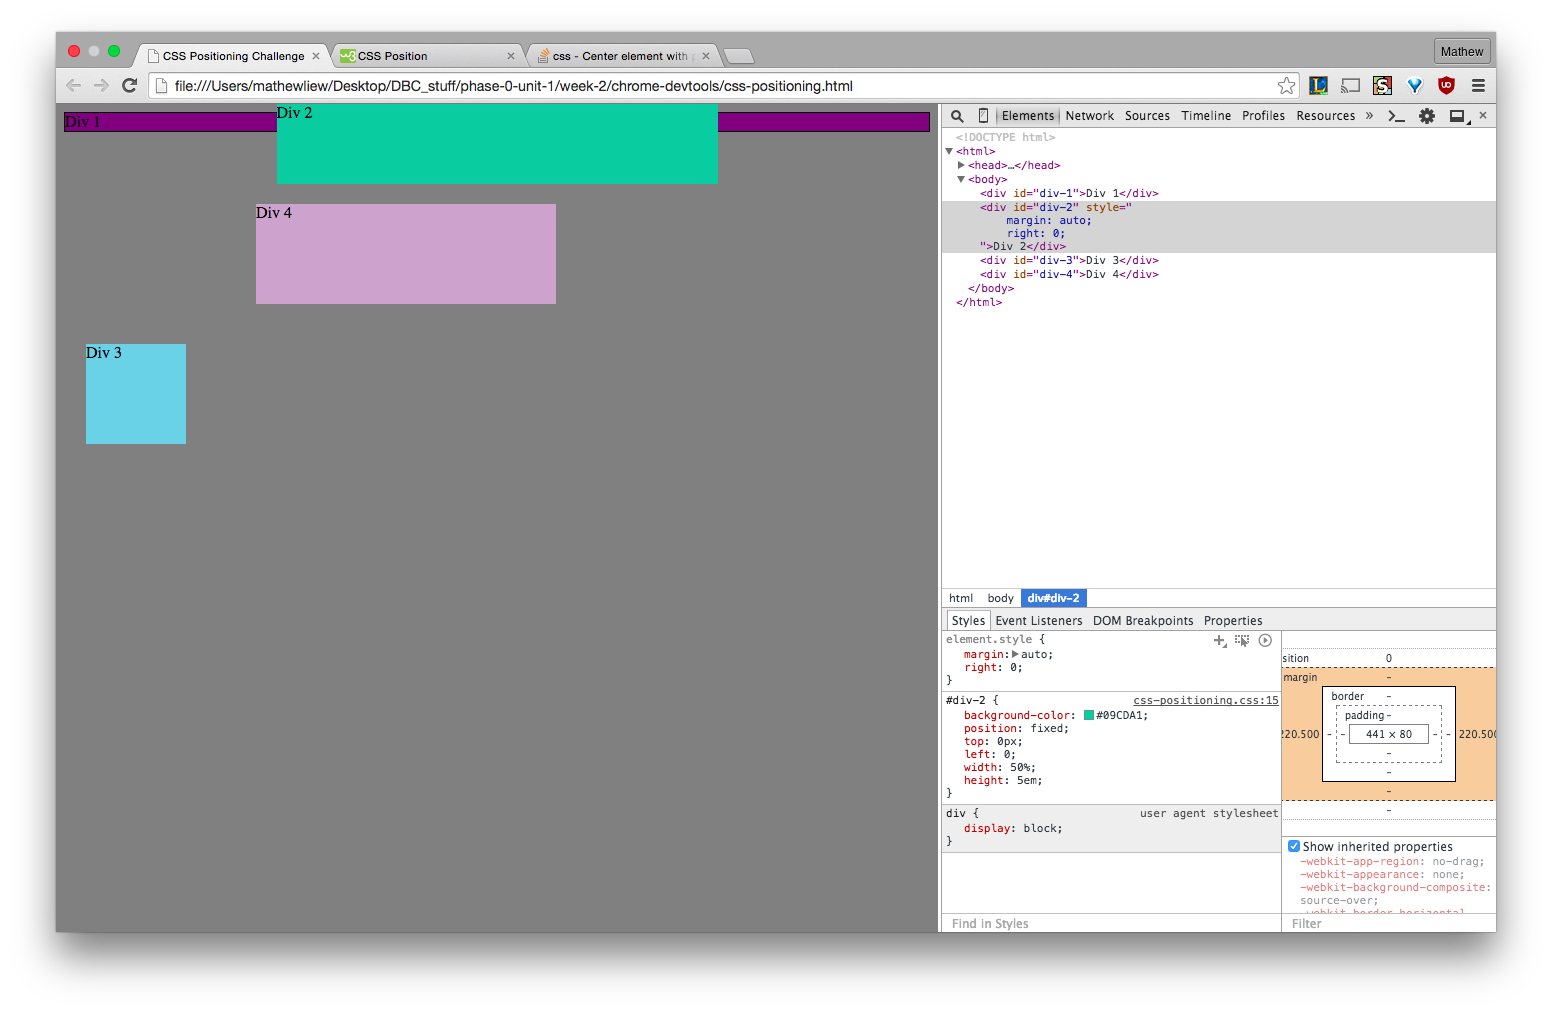 CSS Positioning Challenge
CSS Position
css - Center element with
Mathew
file:///Users/mathewliew/Desktop/DBC_stuff/phase-0-unit-1/week-2/chrome-devtools/css-positioning.html
Div 1
Div 2
Div 4
Div 3
Elements Network Sources Timeline Profiles Resources »
<!DOCTYPE html>
<html>
<head>…</head>
<body>
<div id="div-1">Div 1</div>
<div id="div-2" style="
margin: auto;
right: 0;
">Div 2</div>
<div id="div-3">Div 3</div>
<div id="div-4">Div 4</div>
</body>
</html>
html body div#div-2
Styles Event Listeners DOM Breakpoints Properties
element.style {
margin: auto;
right: 0;
}
#div-2 { css-positioning.css:15
background-color: #09CDA1;
position: fixed;
top: 0px;
left: 0;
width: 50%;
height: 5em;
}
div { user agent stylesheet
display: block;
}
Find in Styles
sition 0
margin -
border -
padding -
220.500 - - 441 × 80 - - 220.500
-
-
-
-
Show inherited properties
-webkit-app-region: no-drag;
-webkit-appearance: none;
-webkit-background-composite:
source-over;
-webkit-border-horizontal
Filter